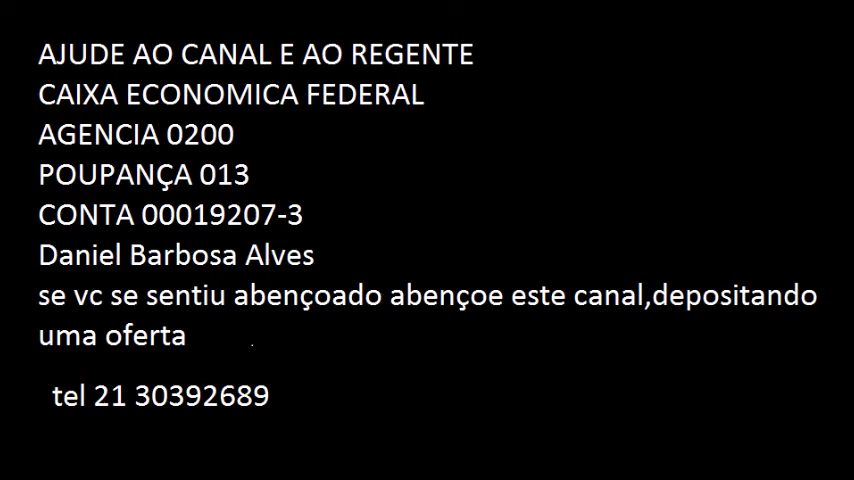 AJUDE AO CANAL E AO REGENTE
CAIXA ECONOMICA FEDERAL
AGENCIA 0200
POUPANÇA 013
CONTA 00019207-3
Daniel Barbosa Alves
se vc se sentiu abençoado abençoe este canal,depositando
uma oferta .
tel 21 30392689